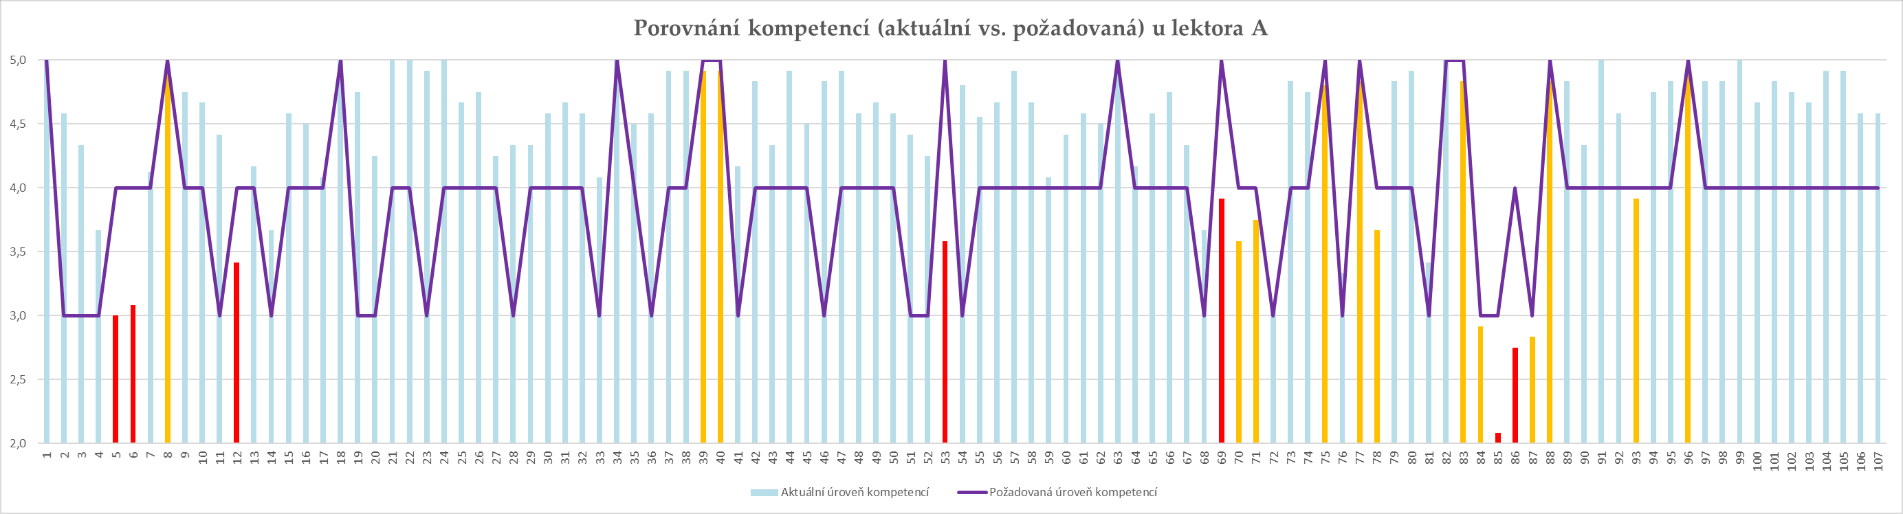 Porovnání kompetencí (aktuální vs. požadovaná) u lektora A
5,0
4,5
4,0
3,5
3,0
2,5
2,0
1 2 3 4 5 6 7 8 9 10 11 12 13 14 15 16 17 18 19 20 21 22 23 24 25 26 27 28 29 30 31 32 33 34 35 36 37 38 39 40 41 42 43 44 45 46 47 48 49 50 51 52 53 54 55 56 57 58 59 60 61 62 63 64 65 66 67 68 69 70 71 72 73 74 75 76 77 78 79 80 81 82 83 84 85 86 87 88 89 90 91 92 93 94 95 96 97 98 99 100 101 102 103 104 105 106 107
Aktuální úroveň kompetencí Požadovaná úroveň kompetencí